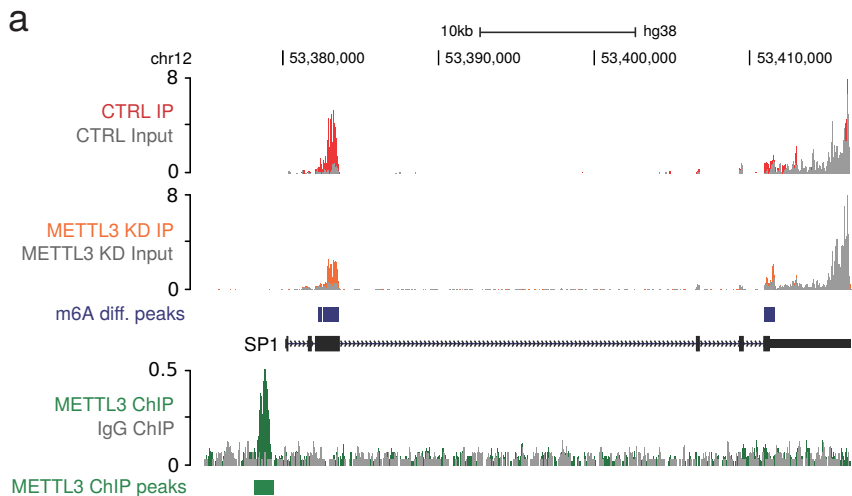 a
10kb hg38
chr12 53,380,000 53,390,000 53,400,000 53,410,000
8
CTRL IP
CTRL Input
0
8
METTL3 KD IP
METTL3 KD Input
0
m6A diff. peaks
SP1
0.5
METTL3 ChIP
IgG ChIP
0
METTL3 ChIP peaks